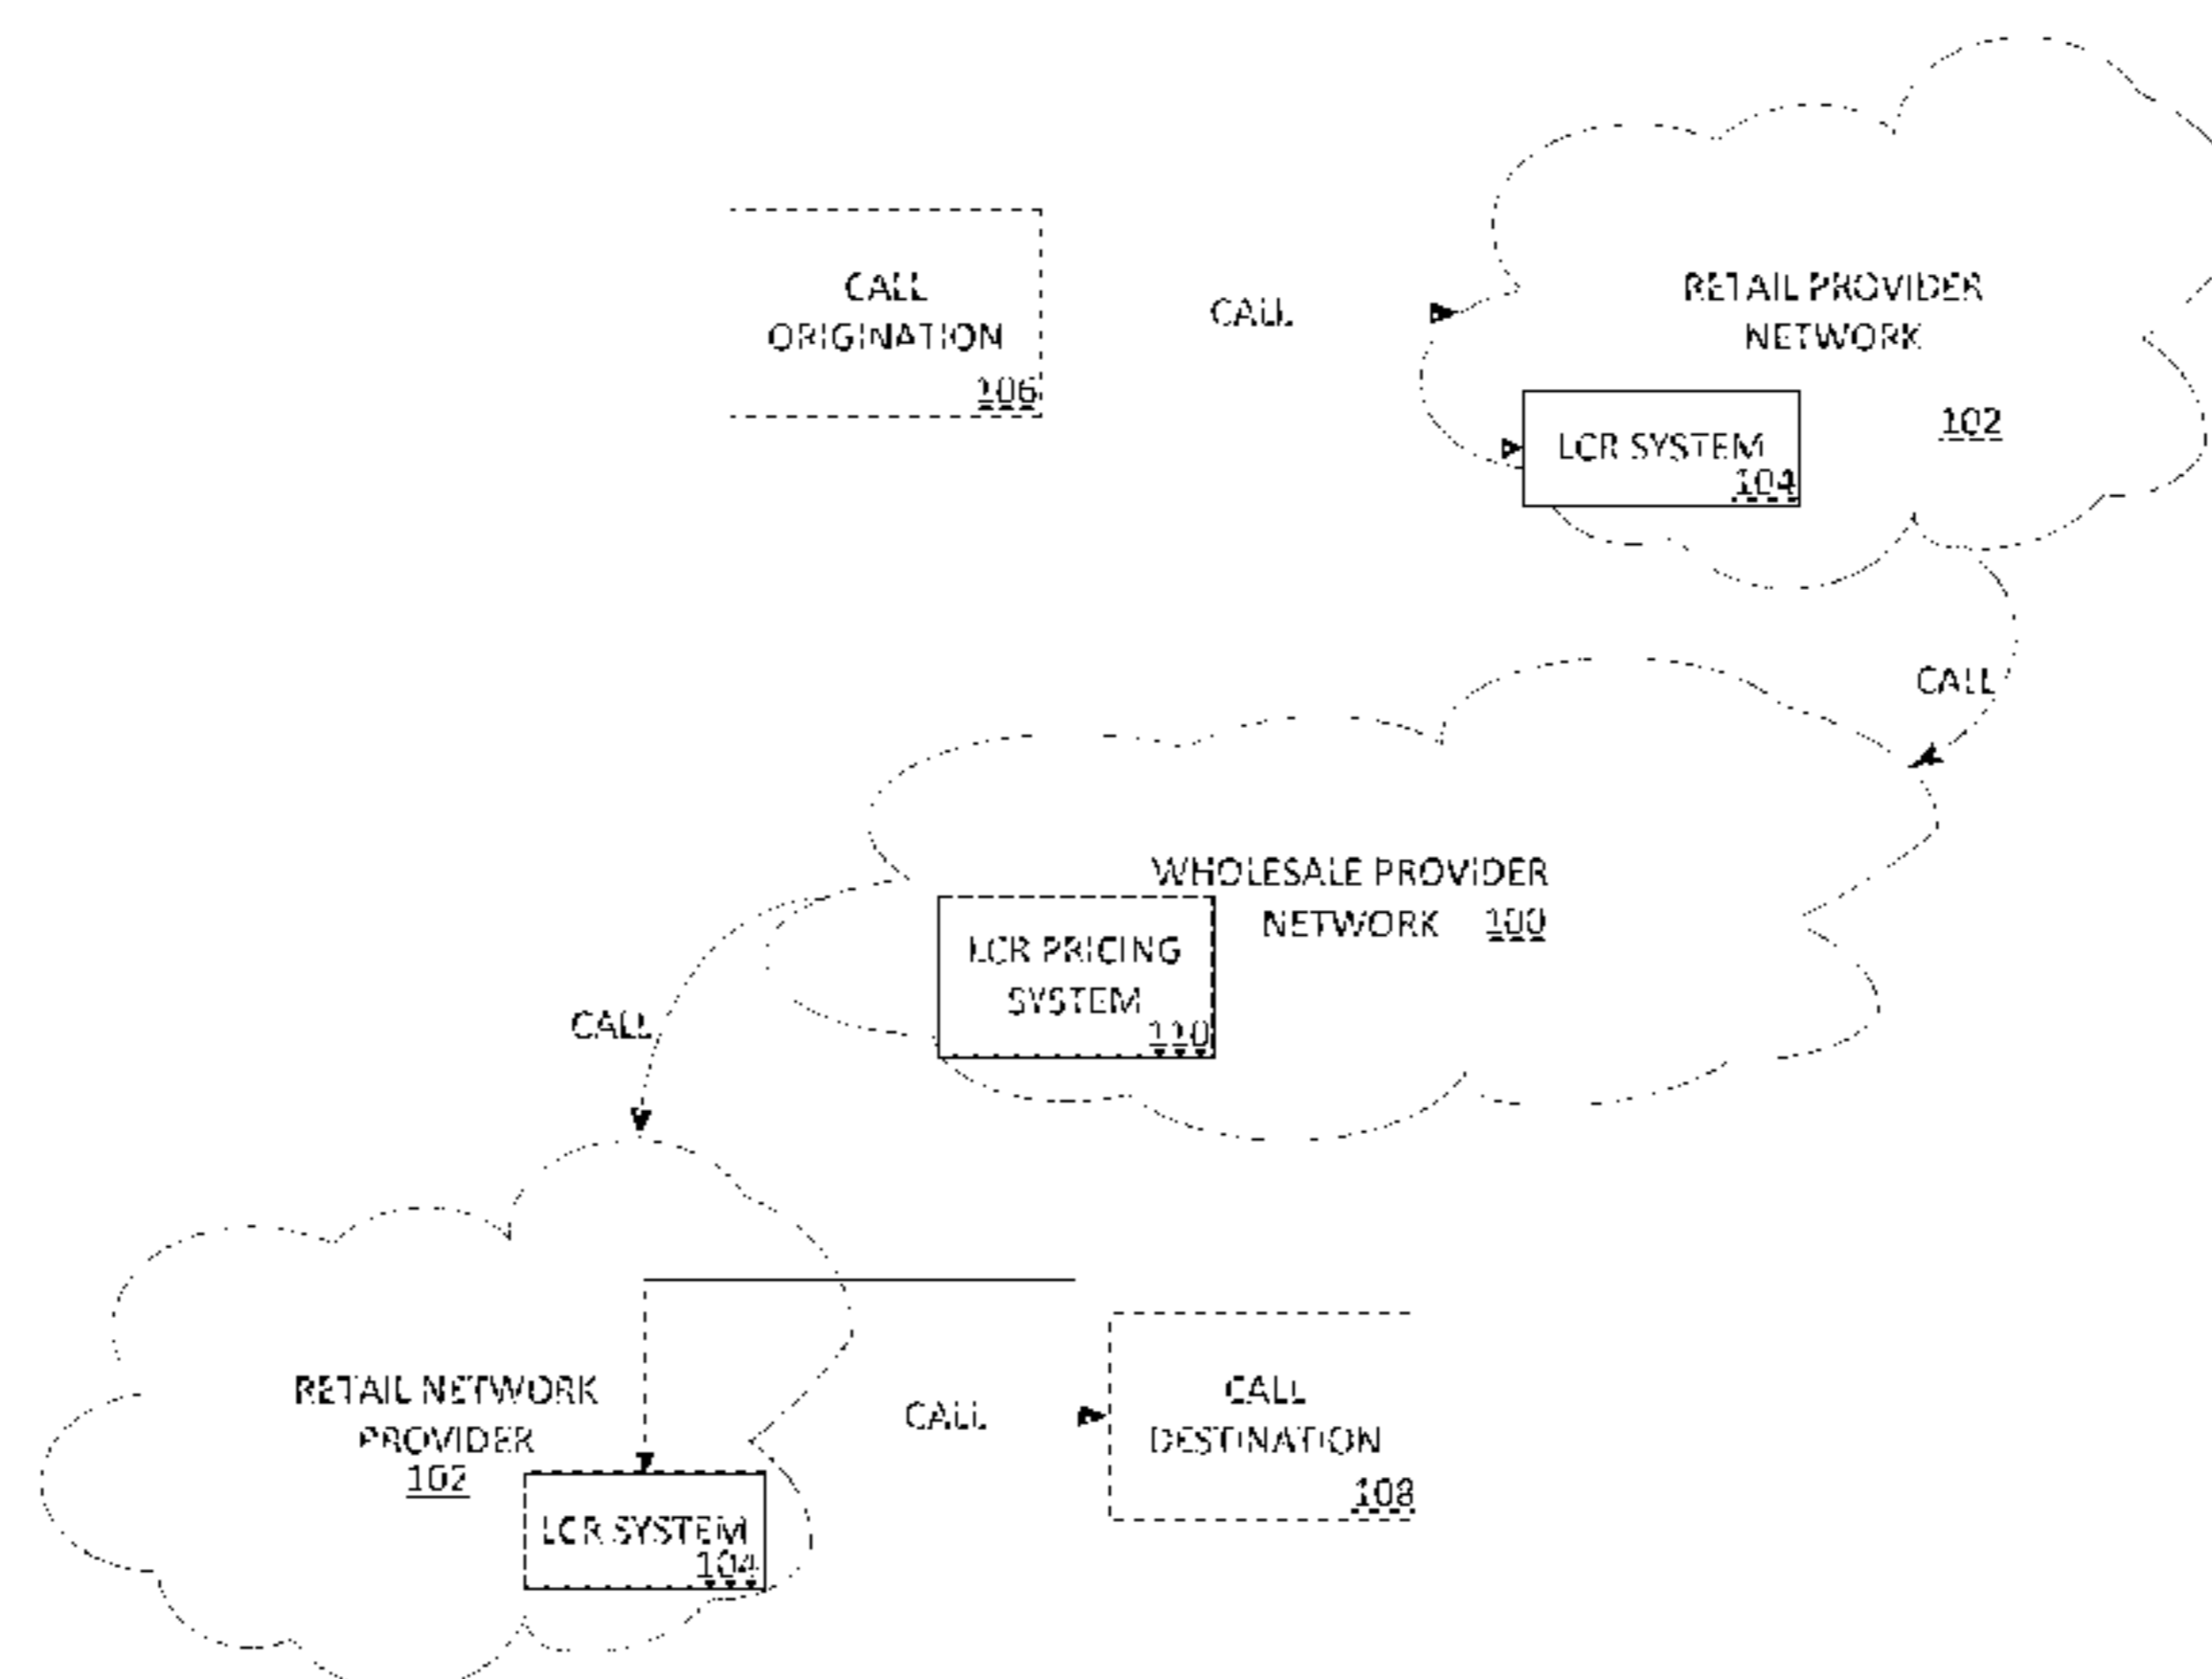 CALL
ORIGINATION
106
CALL
RETAIL PROVIDER
NETWORK
102
LCR SYSTEM
104
CALL
WHOLESALE PROVIDER
NETWORK 100
LCR PRICING
SYSTEM
110
CALL
RETAIL NETWORK
PROVIDER
102
LCR SYSTEM
104
CALL
CALL
DESTINATION
108